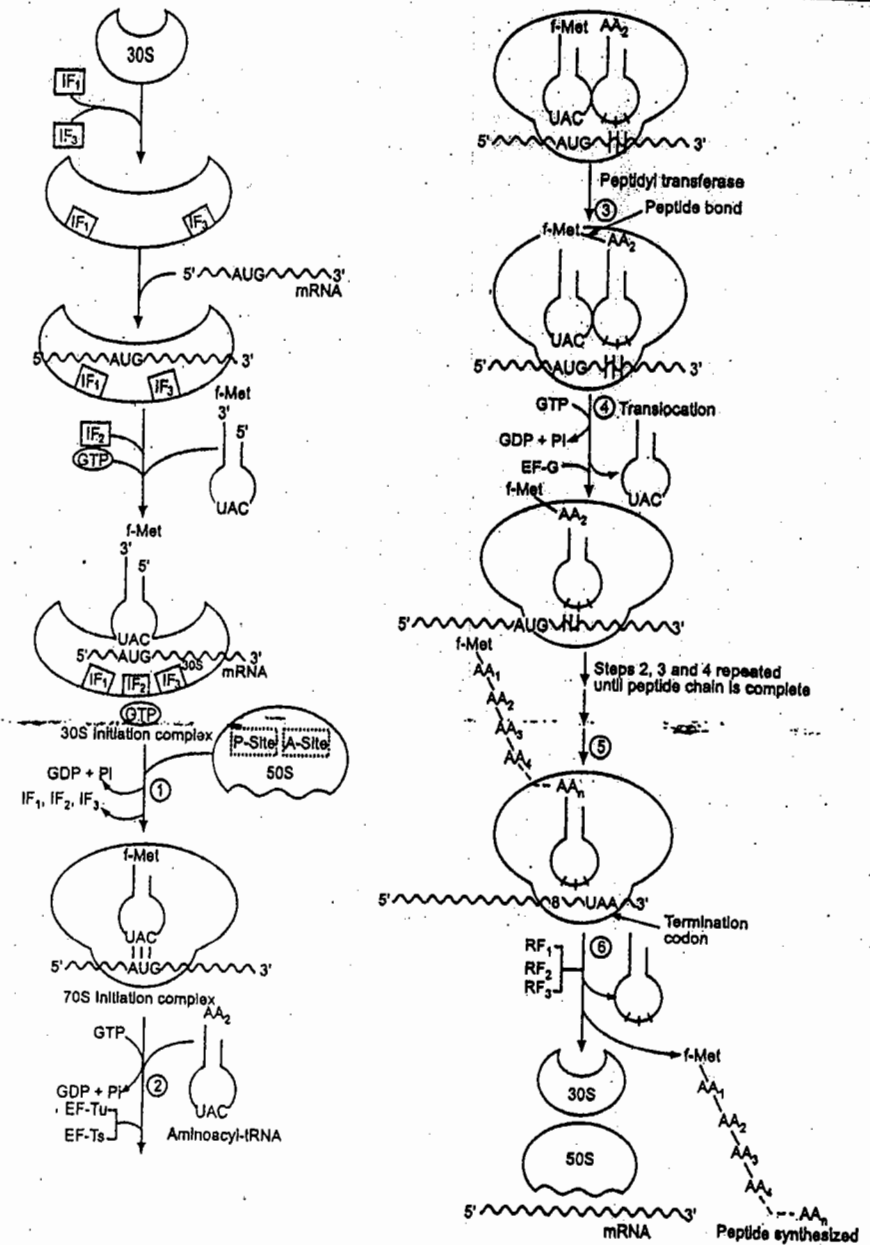 30S
IF1
IF3
IF1 IF3
5' AUG 3'
mRNA
5' AUG 3'
IF1 IF3
f-Met
3'
5'
IF2
GTP
UAC
f-Met
3'
5'
UAC
5' AUG 30S 3'
mRNA
IF1 IF2 IF3
GTP
30S initiation complex
P-Site A-Site
50S
GDP + Pi
1
IF1, IF2, IF3
f-Met
UAC
5' AUG 3'
70S Initiation complex
AA2
GTP
GDP + Pi
2
EF-Tu
EF-Ts
UAC
Aminoacyl-tRNA
f-Met AA2
UAC
5' AUG 3'
Peptidyl transferase
3
Peptide bond
f-Met
AA2
UAC
5' AUG 3'
GTP
4 Translocation
GDP + Pi
EF-G
UAC
f-Met
AA2
5' AUG 3'
f-Met
AA1
AA2
AA3
AA4
Steps 2, 3 and 4 repeated
until peptide chain is complete
5
AAn
5' 8 UAA 3'
Termination
codon
6
RF1
RF2
RF3
30S
50S
5' 3'
mRNA
f-Met
AA1
AA2
AA3
AA4
AAn
Peptide synthesized